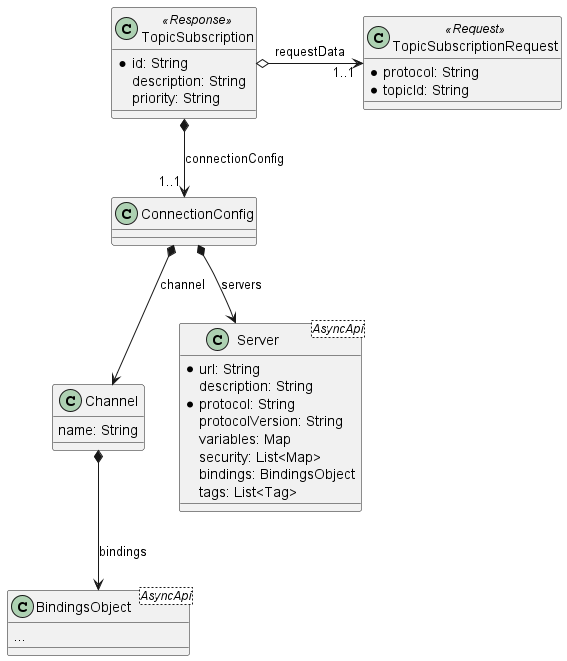 «Response»
C TopicSubscription
id: String
description: String
priority: String
requestData
1..1
«Request»
C TopicSubscriptionRequest
protocol: String
topicId: String
connectionConfig
1..1
C ConnectionConfig
channel
servers
AsyncApi
C Server
url: String
description: String
protocol: String
protocolVersion: String
variables: Map
security: List<Map>
bindings: BindingsObject
tags: List<Tag>
C Channel
name: String
bindings
AsyncApi
C BindingsObject
...